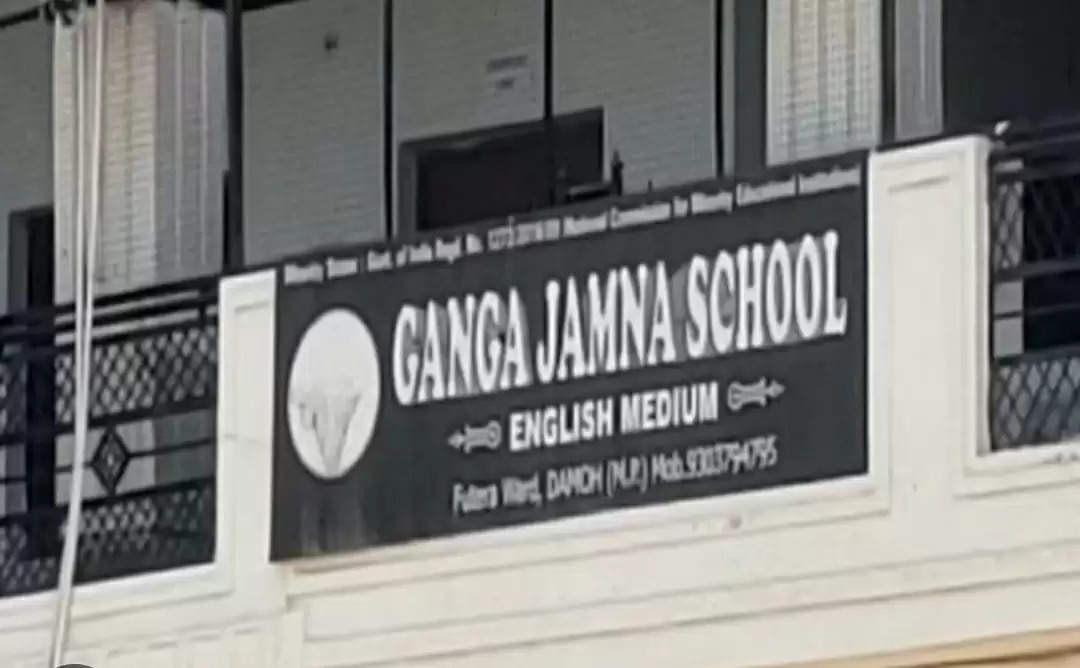 Minority Status : Govt. of India Regd. No. National Commission for Minority Educational Institutions
GANGA JAMNA SCHOOL
ENGLISH MEDIUM
Futera Ward, DAMOH (M.P.) Mob.9303794795